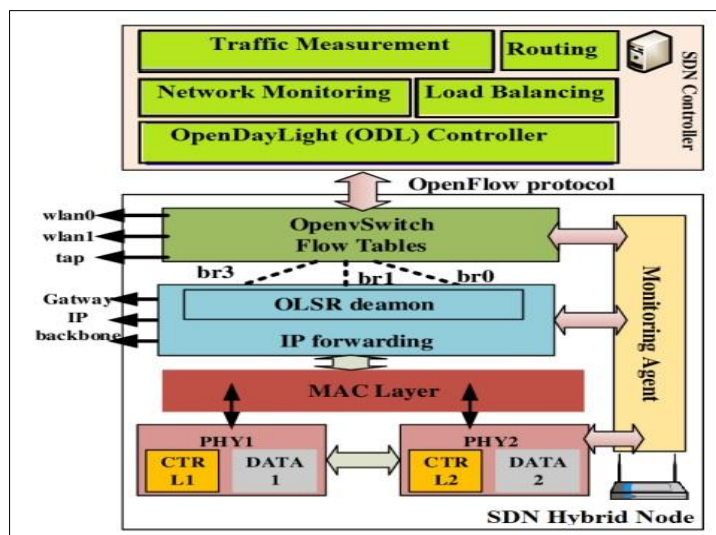 Traffic Measurement
Routing
SDN Controller
Network Monitoring
Load Balancing
OpenDayLight (ODL) Controller
OpenFlow protocol
wlan0
wlan1
tap
OpenvSwitch
Flow Tables
br3
br1
br0
Monitoring Agent
Gatway
IP
backbone
OLSR deamon
IP forwarding
MAC Layer
PHY1
PHY2
CTR
L1
DATA
1
CTR
L2
DATA
2
SDN Hybrid Node